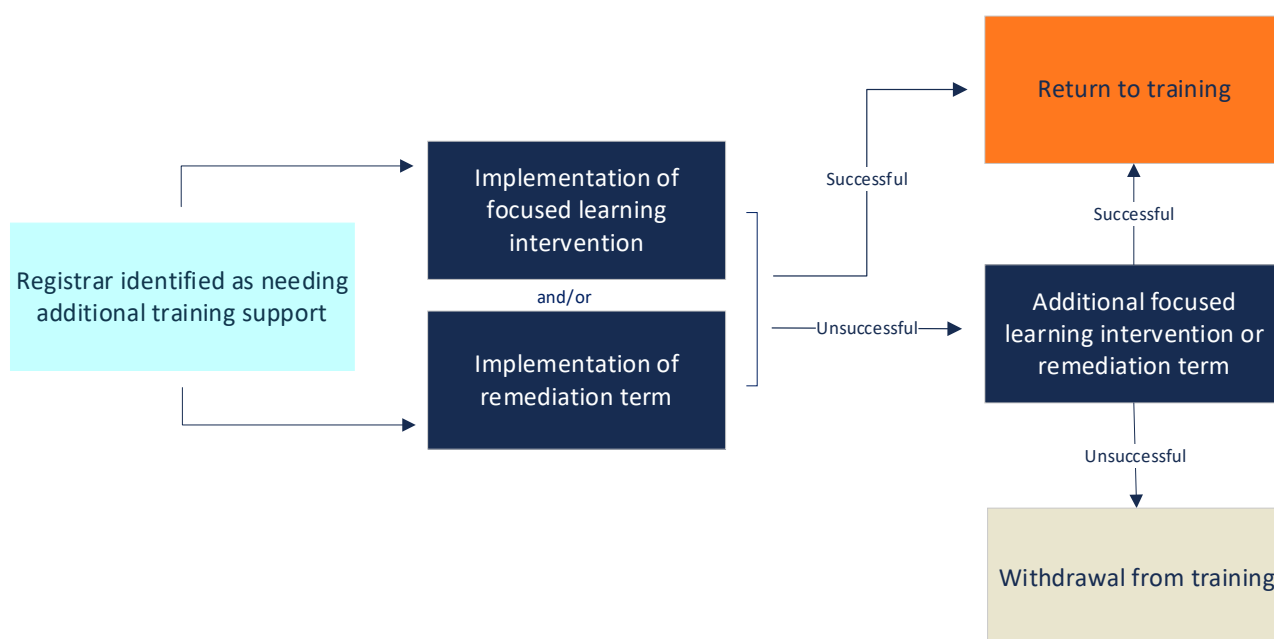 Registrar identified as needing
additional training support
Implementation of
focused learning
intervention
and/or
Implementation of
remediation term
Successful
Unsuccessful
Return to training
Successful
Additional focused
learning intervention or
remediation term
Unsuccessful
Withdrawal from training